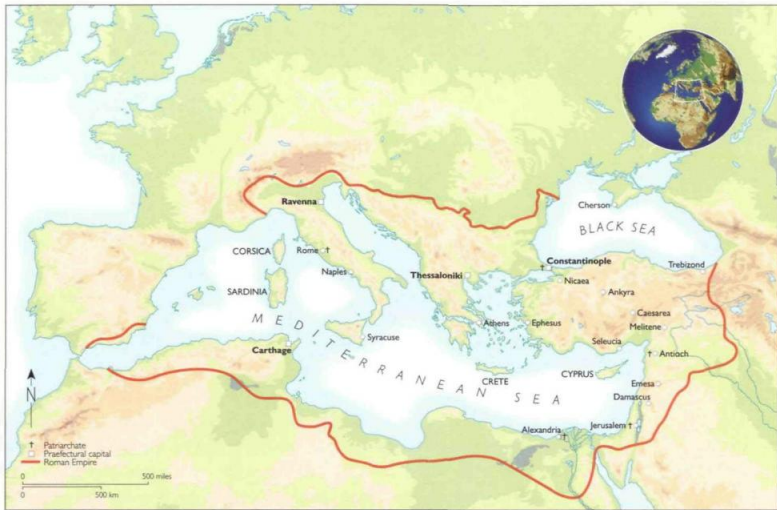 Cherson
BLACK SEA
Ravenna
Constantinople
Trebizond
CORSICA
Rome
Nicaea
Naples
Thessaloniki
Ankyra
SARDINIA
Caesarea
Melitene
MEDITERRANEAN SEA
Athens
Ephesus
Syracuse
Seleucia
Carthage
Antioch
CRETE
CYPRUS
Emesa
Damascus
N
Alexandria
Jerusalem
Patriarchate
Praefectural capital
Roman Empire
0 500 miles
0 500 km